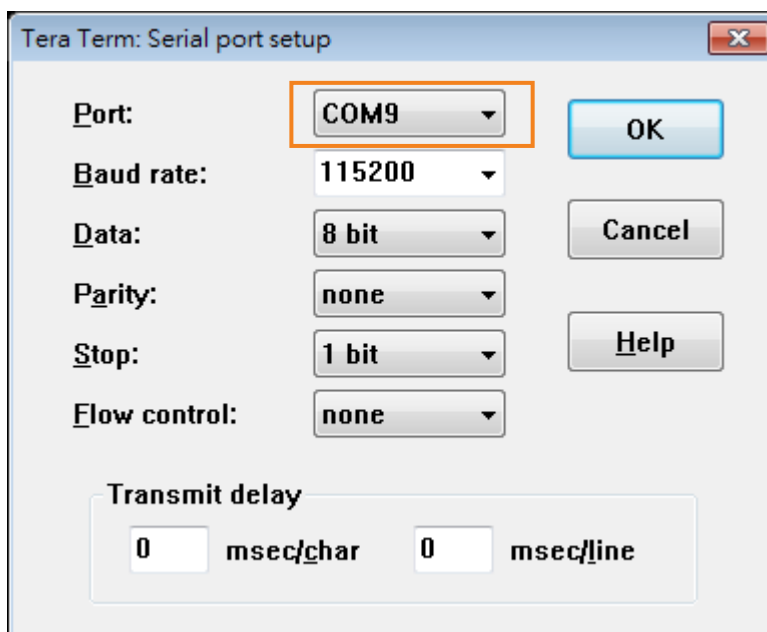 Tera Term: Serial port setup
Port: COM9 OK
Baud rate: 115200
Data: 8 bit Cancel
Parity: none
Stop: 1 bit Help
Flow control: none
Transmit delay
0 msec/char 0 msec/line